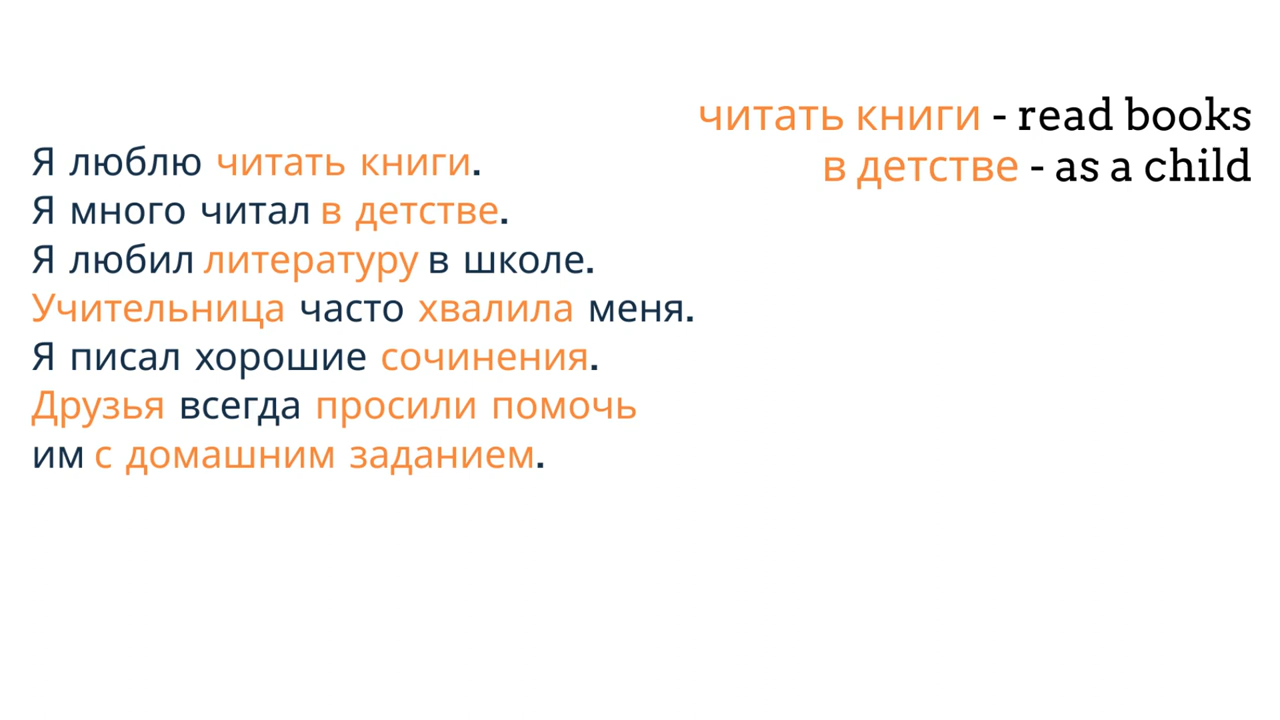 Я люблю читать книги.
Я много читал в детстве.
Я любил литературу в школе.
Учительница часто хвалила меня.
Я писал хорошие сочинения.
Друзья всегда просили помочь
им с домашним заданием.
читать книги - read books
в детстве - as a child